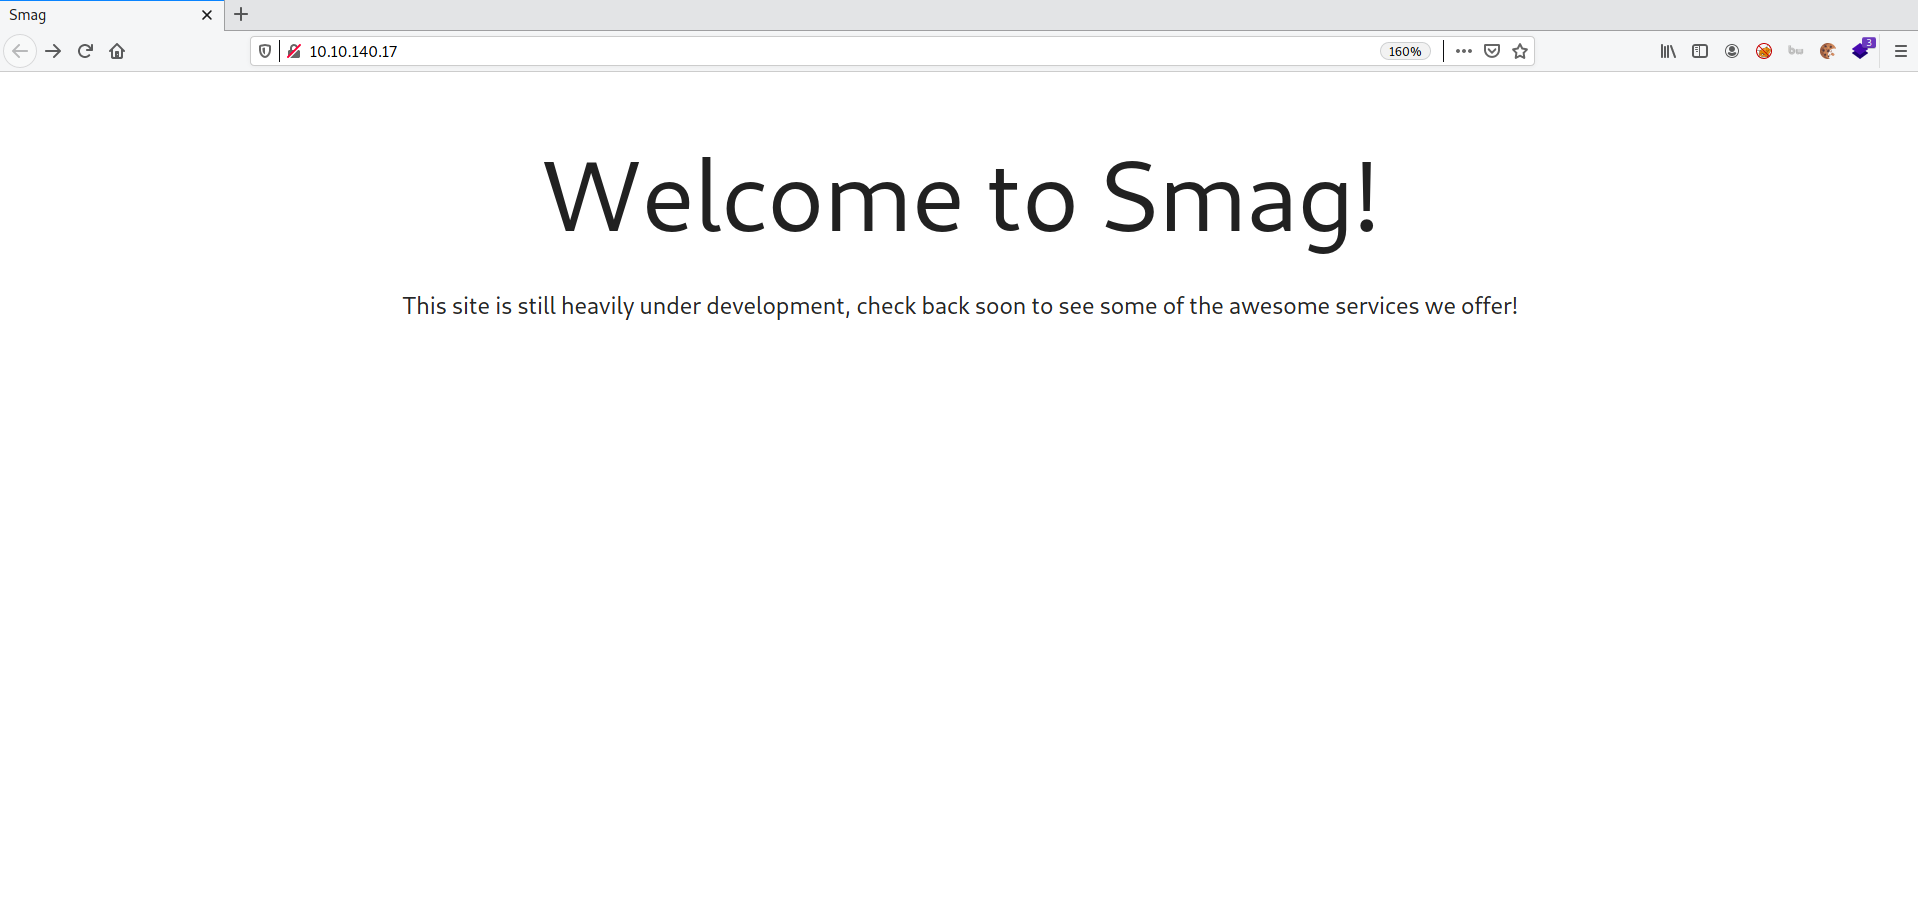 Smag
10.10.140.17
160%
3
Welcome to Smag!
This site is still heavily under development, check back soon to see some of the awesome services we offer!